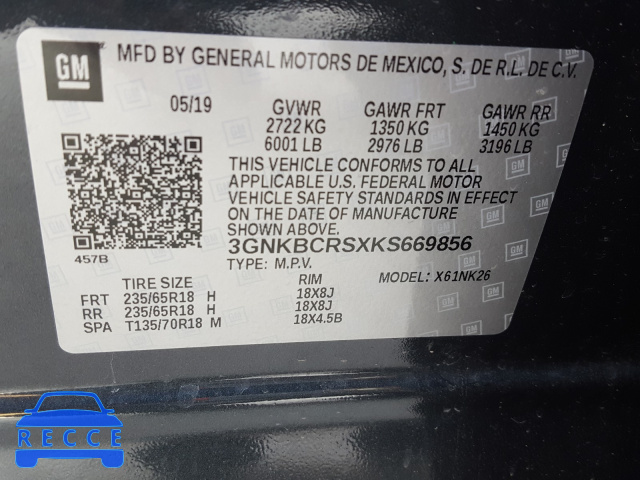 GM
MFD BY GENERAL MOTORS DE MEXICO, S. DE R.L. DE C.V.
05/19 GVWR GAWR FRT GAWR RR
2722 KG 1350 KG 1450 KG
6001 LB 2976 LB 3196 LB
THIS VEHICLE CONFORMS TO ALL
APPLICABLE U.S. FEDERAL MOTOR
VEHICLE SAFETY STANDARDS IN EFFECT
ON THE DATE OF MANUFACTURE
SHOWN ABOVE.
3GNKBCRSXKS669856
457B
TYPE: M.P.V. MODEL: X61NK26
TIRE SIZE RIM
FRT 235/65R18 H 18X8J
RR 235/65R18 H 18X8J
SPA T135/70R18 M 18X4.5B
RECCE